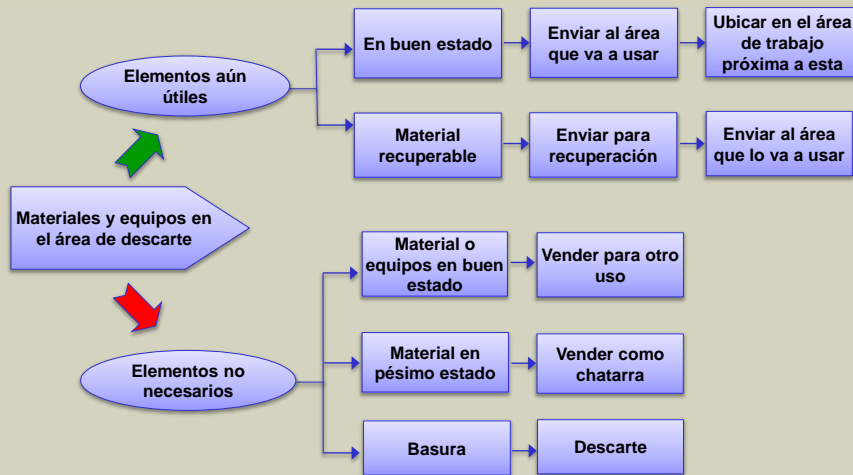 Materiales y equipos en
el área de descarte
Elementos aún
útiles
En buen estado
Enviar al área
que va a usar
Ubicar en el área
de trabajo
próxima a esta
Material
recuperable
Enviar para
recuperación
Enviar al área
que lo va a usar
Elementos no
necesarios
Material o
equipos en buen
estado
Vender para otro
uso
Material en
pésimo estado
Vender como
chatarra
Basura
Descarte